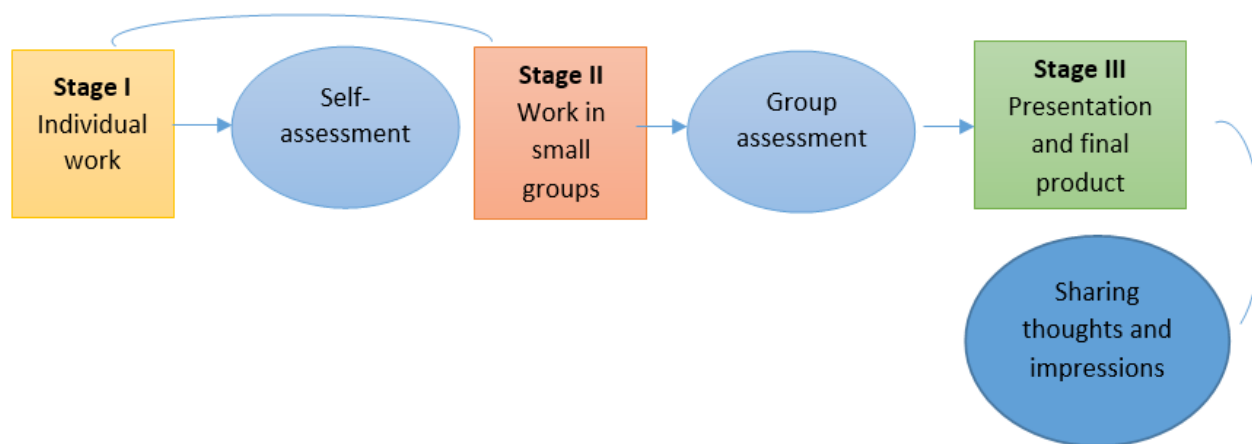 Stage I
Individual
work
Self-
assessment
Stage II
Work in
small
groups
Group
assessment
Stage III
Presentation
and final
product
Sharing
thoughts and
impressions